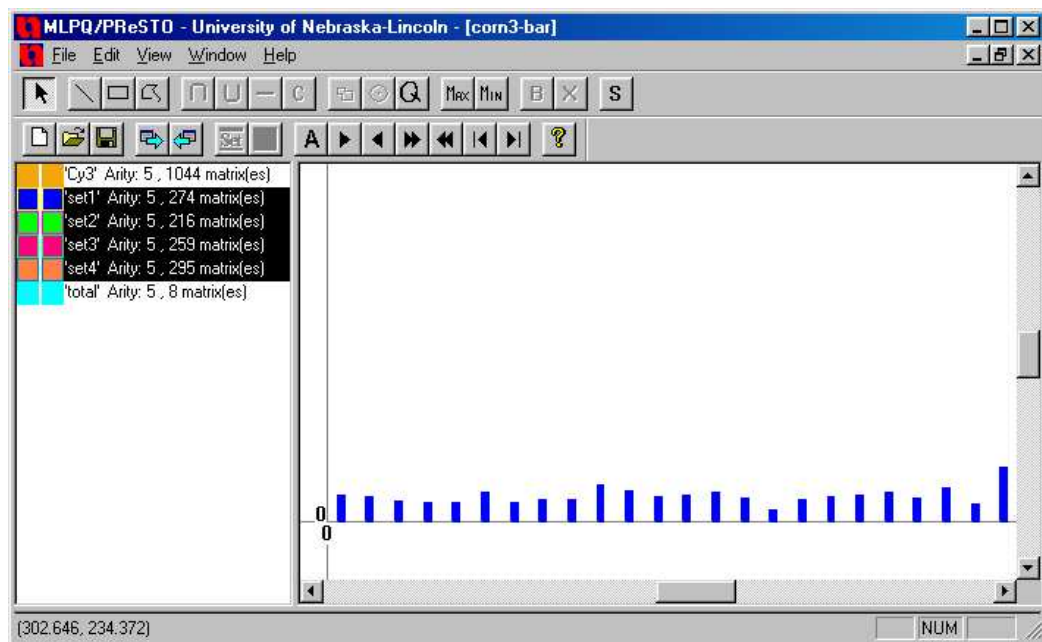 MLPQ/PReSTO - University of Nebraska-Lincoln - [corn3-bar]
File Edit View Window Help
C Q MAX MIN B X S
Set A ?
'Cy3' Arity: 5 , 1044 matrix(es)
'set1' Arity: 5 , 274 matrix(es)
'set2' Arity: 5 , 216 matrix(es)
'set3' Arity: 5 , 259 matrix(es)
'set4' Arity: 5 , 295 matrix(es)
'total' Arity: 5 , 8 matrix(es)
0
0
(302.646, 234.372) NUM